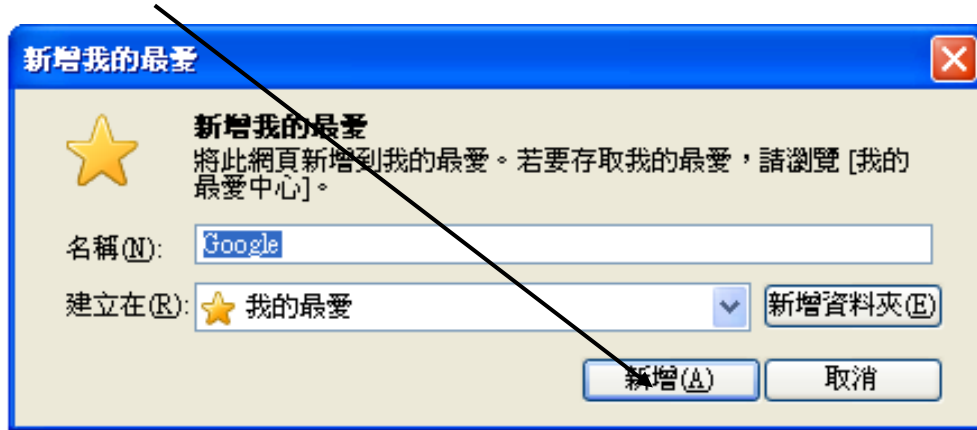 新增我的最愛
新增我的最愛
將此網頁新增到我的最愛。若要存取我的最愛，請瀏覽 [我的
最愛中心]。
名稱(N): Google
建立在(R): 我的最愛 新增資料夾(E)
新增(A) 取消